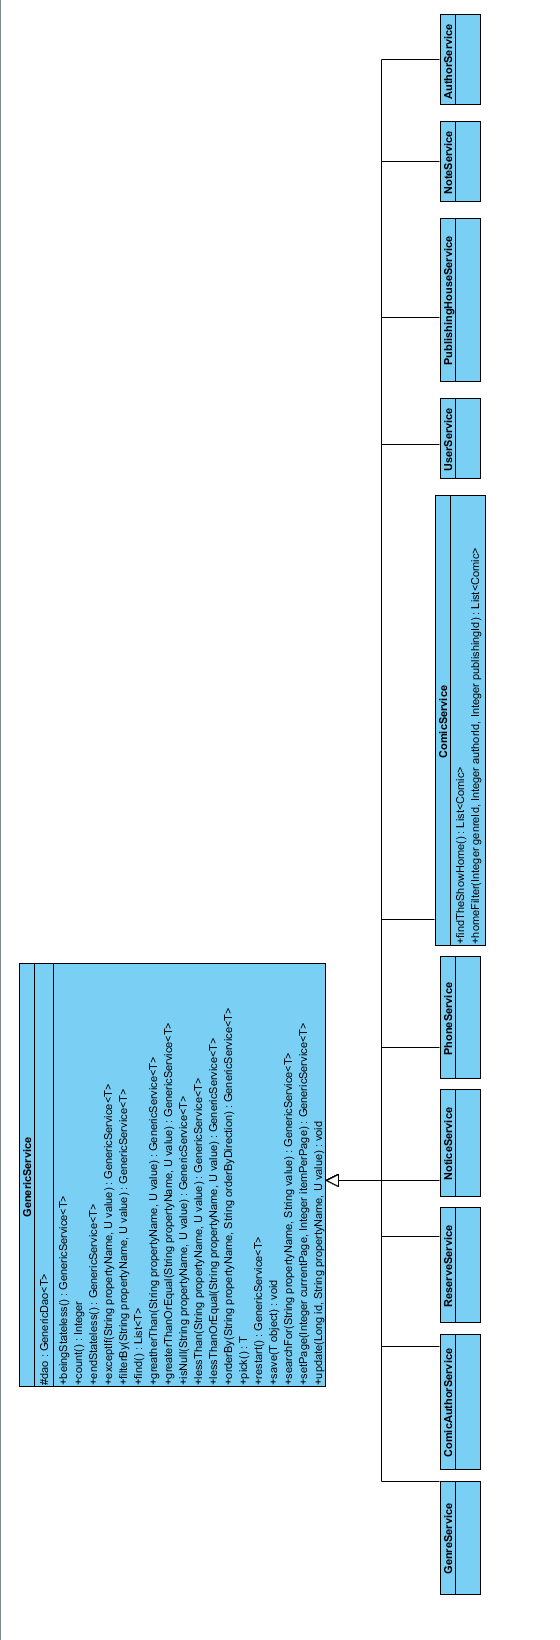 GenericService
#dao : GenericDao<T>
+beingStateless() : GenericService<T>
+count() : Integer
+endStateless() : GenericService<T>
+exceptIf(String propertyName, U value) : GenericService<T>
+filterBy(String propertyName, U value) : GenericService<T>
+find() : List<T>
+greatherThan(String propertyName, U value) : GenericService<T>
+greaterThanOrEqual(String propertyName, U value) : GenericService<T>
+isNull(String propertyName, U value) : GenericService<T>
+lessThan(String propertyName, U value) : GenericService<T>
+lessThanOrEqual(String propertyName, U value) : GenericService<T>
+orderBy(String propertyName, String orderByDirection) : GenericService<T>
+pick() : T
+restart() : GenericService<T>
+save(T object) : void
+searchFor(String propertyName, String value) : GenericService<T>
+setPage(Integer currentPage, Integer itemPerPage) : GenericService<T>
+update(Long id, String propertyName, U value) : void
GenreService
ComicAuthorService
ReserveService
NoticeService
PhoneService
ComicService
+findTheShowHome() : List<Comic>
+homeFilter(Integer genreId, Integer authorId, Integer publishingId) : List<Comic>
UserService
PublishingHouseService
NoteService
AuthorService